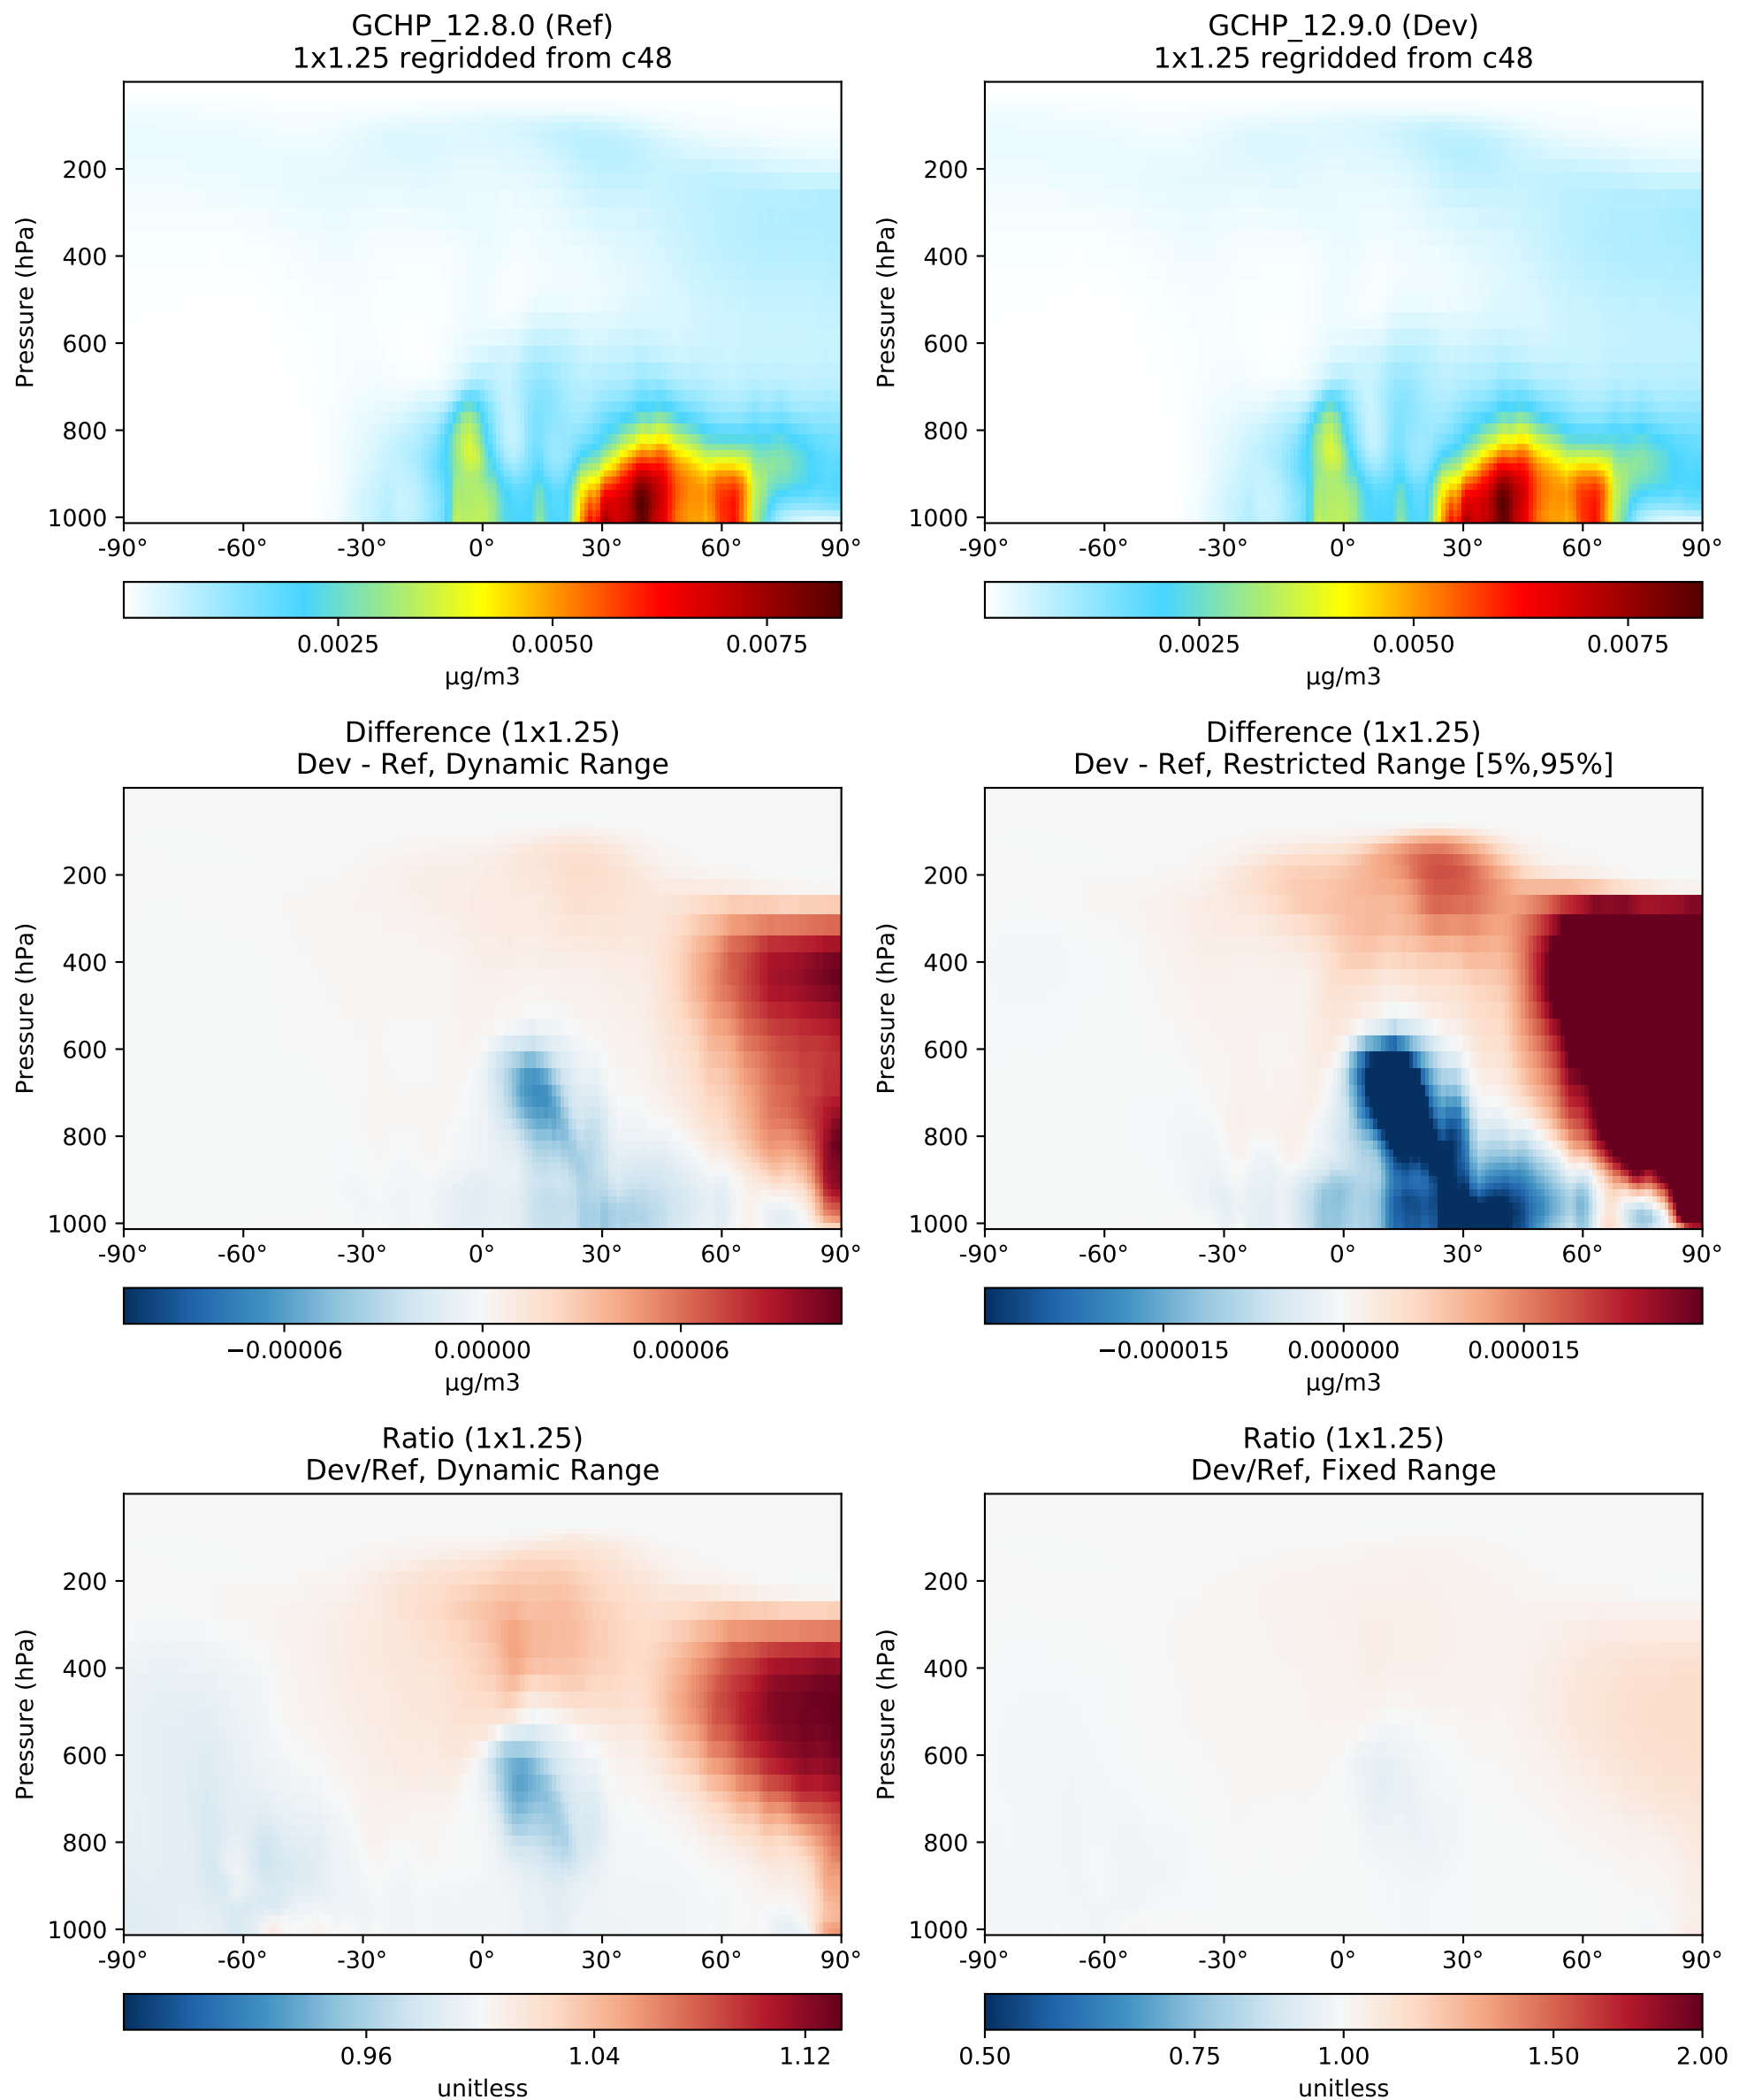 GCHP_12.8.0 (Ref)
1x1.25 regridded from c48
Pressure (hPa)
200
400
600
800
1000
-90° -60° -30° 0° 30° 60° 90°
0.0025 0.0050 0.0075
µg/m3
GCHP_12.9.0 (Dev)
1x1.25 regridded from c48
Pressure (hPa)
200
400
600
800
1000
-90° -60° -30° 0° 30° 60° 90°
0.0025 0.0050 0.0075
µg/m3
Difference (1x1.25)
Dev - Ref, Dynamic Range
Pressure (hPa)
200
400
600
800
1000
-90° -60° -30° 0° 30° 60° 90°
−0.00006 0.00000 0.00006
µg/m3
Difference (1x1.25)
Dev - Ref, Restricted Range [5%,95%]
Pressure (hPa)
200
400
600
800
1000
-90° -60° -30° 0° 30° 60° 90°
−0.000015 0.000000 0.000015
µg/m3
Ratio (1x1.25)
Dev/Ref, Dynamic Range
Pressure (hPa)
200
400
600
800
1000
-90° -60° -30° 0° 30° 60° 90°
0.96 1.04 1.12
unitless
Ratio (1x1.25)
Dev/Ref, Fixed Range
Pressure (hPa)
200
400
600
800
1000
-90° -60° -30° 0° 30° 60° 90°
0.50 0.75 1.00 1.50 2.00
unitless